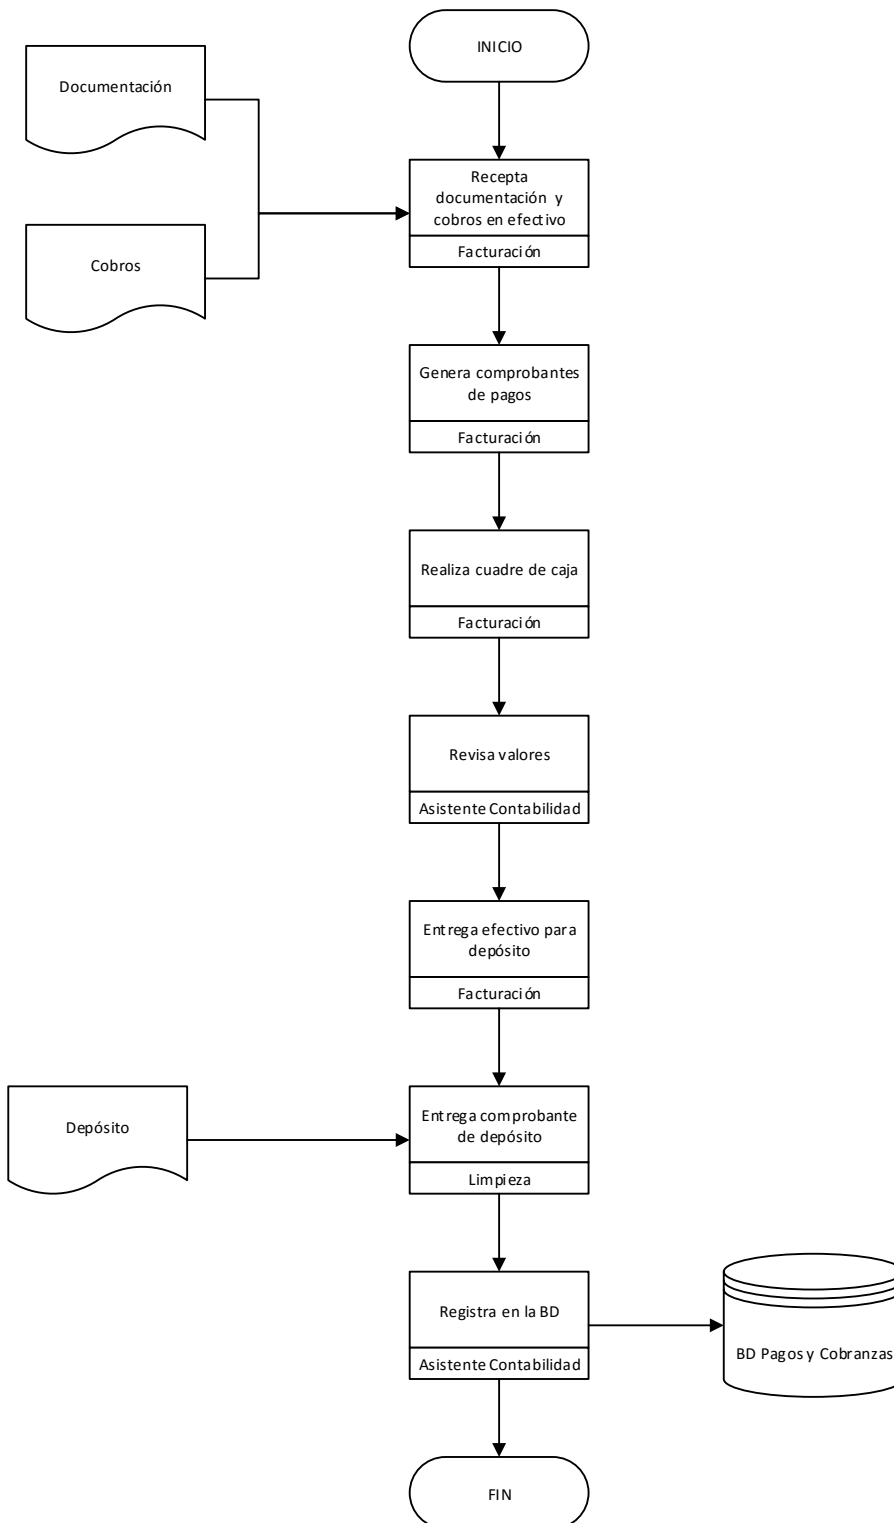 INICIO
Documentación
Recepta
documentación y
cobros en efectivo
Facturación
Cobros
Genera comprobantes
de pagos
Facturación
Realiza cuadre de caja
Facturación
Revisa valores
Asistente Contabilidad
Entrega efectivo para
depósito
Facturación
Depósito
Entrega comprobante
de depósito
Limpieza
Registra en la BD
Asistente Contabilidad
BD Pagos y Cobranzas
FIN